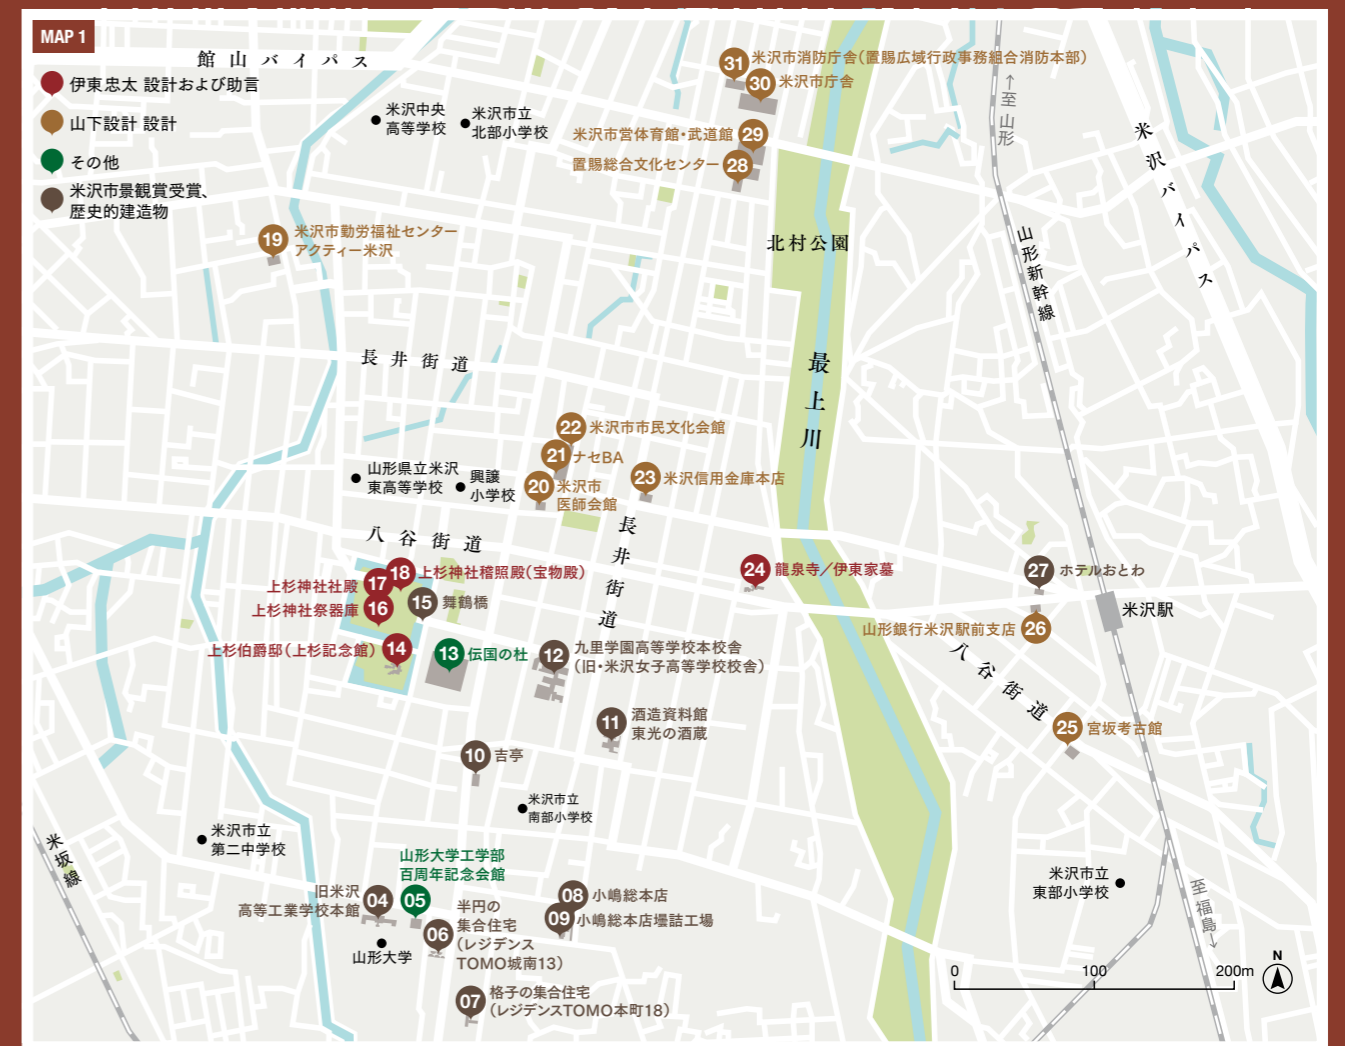 MAP 1
館山バイパス
伊東忠太 設計および助言
山下設計 設計
その他
米沢市景観賞受賞、
歴史的建造物
米沢中央
高等学校
米沢市立
北部小学校
31
米沢市消防庁舎（置賜広域行政事務組合消防本部）
30
米沢市庁舎
米沢市営体育館・武道館
29
置賜総合文化センター
28
←至山形
米沢バイパス
19
米沢市勤労福祉センター
アクティー米沢
北村公園
山形新幹線
長井街道
最上川
22
米沢市市民文化会館
21
ナセBA
20
米沢市
医師会館
23
米沢信用金庫本店
山形県立米沢
東高等学校
興譲
小学校
八谷街道
長井街道
18
上杉神社稽照殿（宝物殿）
上杉神社社殿
17
上杉神社祭器庫
16
15
舞鶴橋
上杉伯爵邸（上杉記念館）
14
13
伝国の杜
12
九里学園高等学校本校舎
（旧・米沢女子高等学校校舎）
24
龍泉寺／伊東家墓
27
ホテルおとわ
米沢駅
山形銀行米沢駅前支店
26
八谷街道
25
宮坂考古館
11
酒造資料館
東光の酒蔵
10
吉亭
米沢市立
南部小学校
米沢市立
第二中学校
米坂線
山形大学工学部
百周年記念会館
旧米沢
高等工業学校本館
04
05
山形大学
06
半円の
集合住宅
（レジデンス
TOMO城南13）
08
小嶋総本店
09
小嶋総本店壜詰工場
07
格子の集合住宅
（レジデンスTOMO本町18）
米沢市立
東部小学校
至福島→
0
100
200m
N